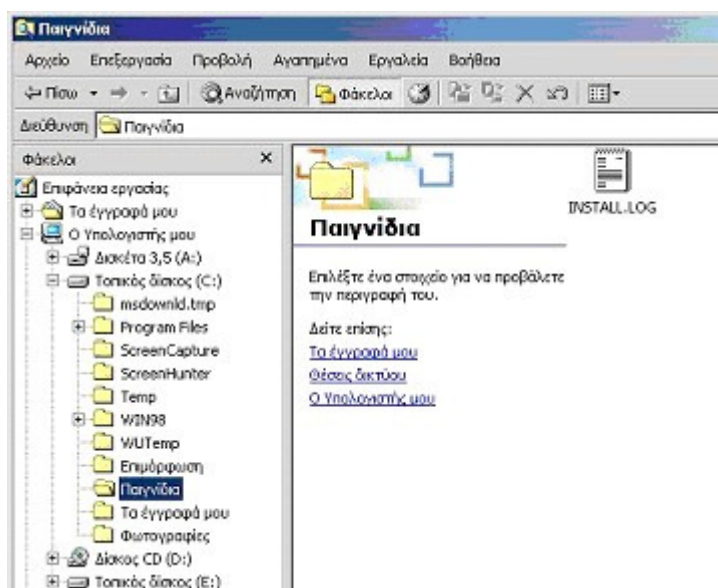 Παιγνίδια
Αρχείο Επεξεργασία Προβολή Αγαπημένα Εργαλεία Βοήθεια
Πίσω Αναζήτηση Φάκελοι
Διεύθυνση Παιγνίδια
Φάκελοι
Επιφάνεια εργασίας
Τα έγγραφά μου
Ο Υπολογιστής μου
Δισκέτα 3,5 (A:)
Τοπικός δίσκος (C:)
msdownld.tmp
Program Files
ScreenCapture
ScreenHunter
Temp
WIN98
WUTemp
Επιμόρφωση
Παιγνίδια
Τα έγγραφά μου
Φωτογραφίες
Δίσκος CD (D:)
Τοπικός δίσκος (E:)
Παιγνίδια
Επιλέξτε ένα στοιχείο για να προβάλετε
την περιγραφή του.
Δείτε επίσης:
Τα έγγραφά μου
Θέσεις δικτύου
Ο Υπολογιστής μου
INSTALL.LOG